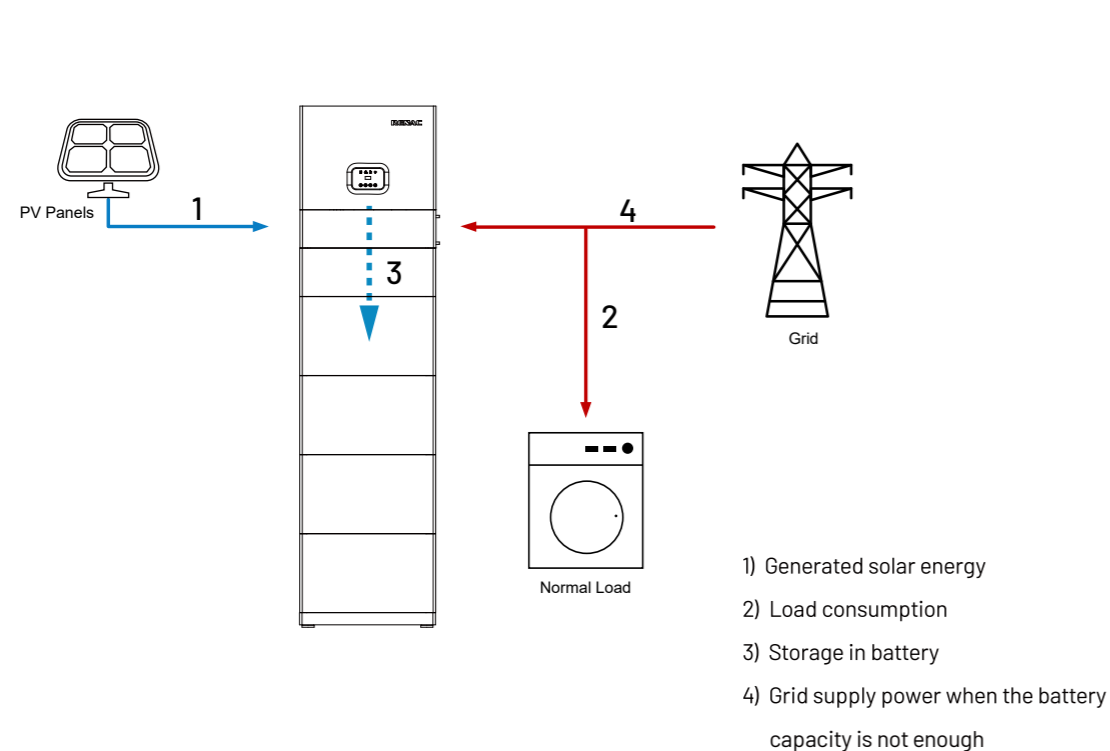 RENAC
PV Panels
1
4
3
2
Grid
Normal Load
1) Generated solar energy
2) Load consumption
3) Storage in battery
4) Grid supply power when the battery
capacity is not enough